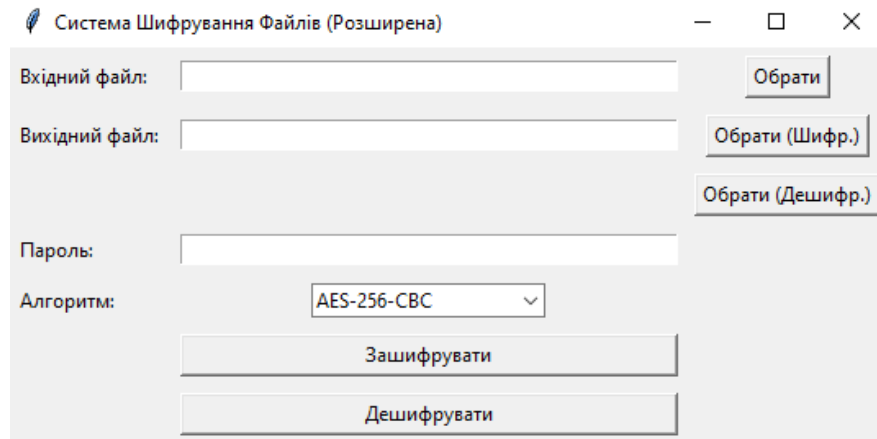 Система Шифрування Файлів (Розширена)
Вхідний файл: Обрати
Вихідний файл: Обрати (Шифр.)
Обрати (Дешифр.)
Пароль:
Алгоритм: AES-256-CBC
Зашифрувати
Дешифрувати